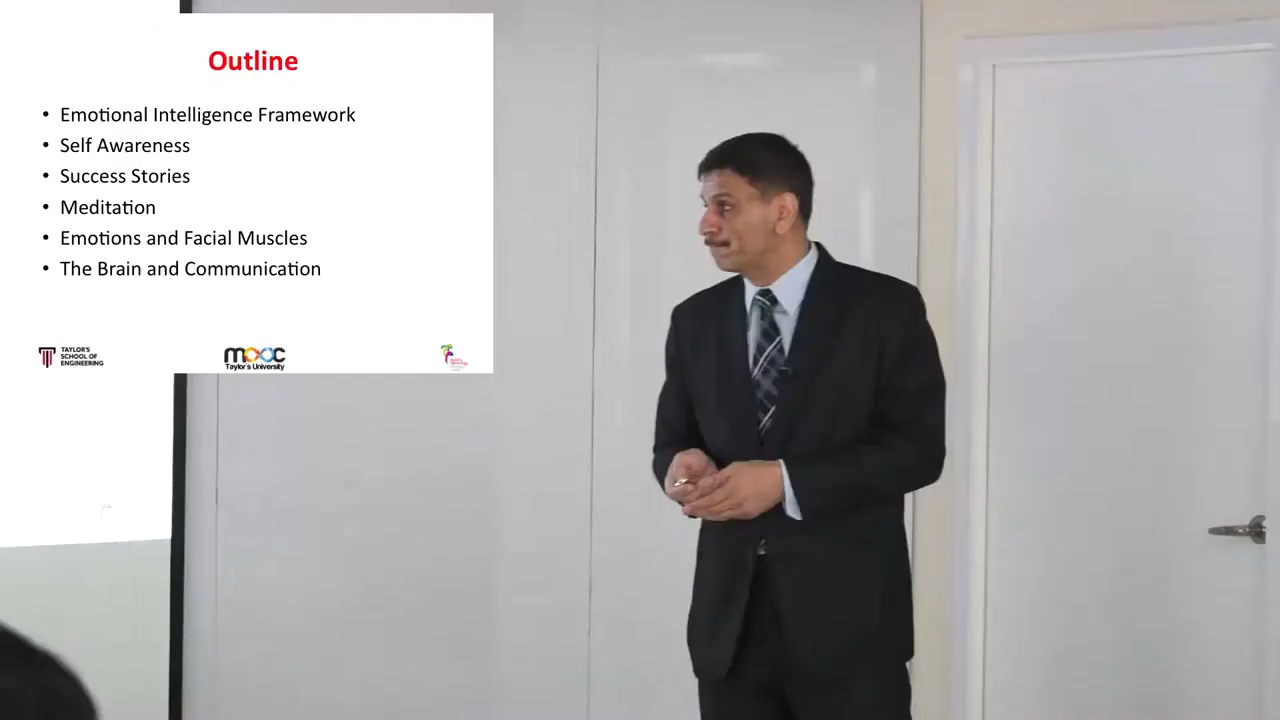 Outline
• Emotional Intelligence Framework
• Self Awareness
• Success Stories
• Meditation
• Emotions and Facial Muscles
• The Brain and Communication
TAYLOR'S
SCHOOL OF
ENGINEERING
mooc
Taylor's University